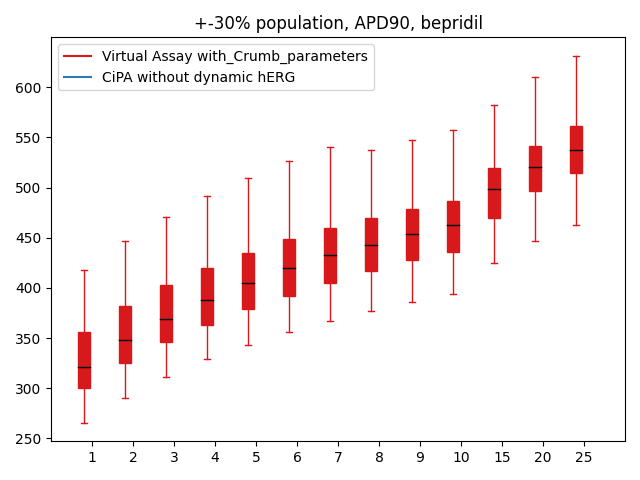 +-30% population, APD90, bepridil
Virtual Assay with_Crumb_parameters
CiPA without dynamic hERG
600
550
500
450
400
350
300
250
1 2 3 4 5 6 7 8 9 10 15 20 25